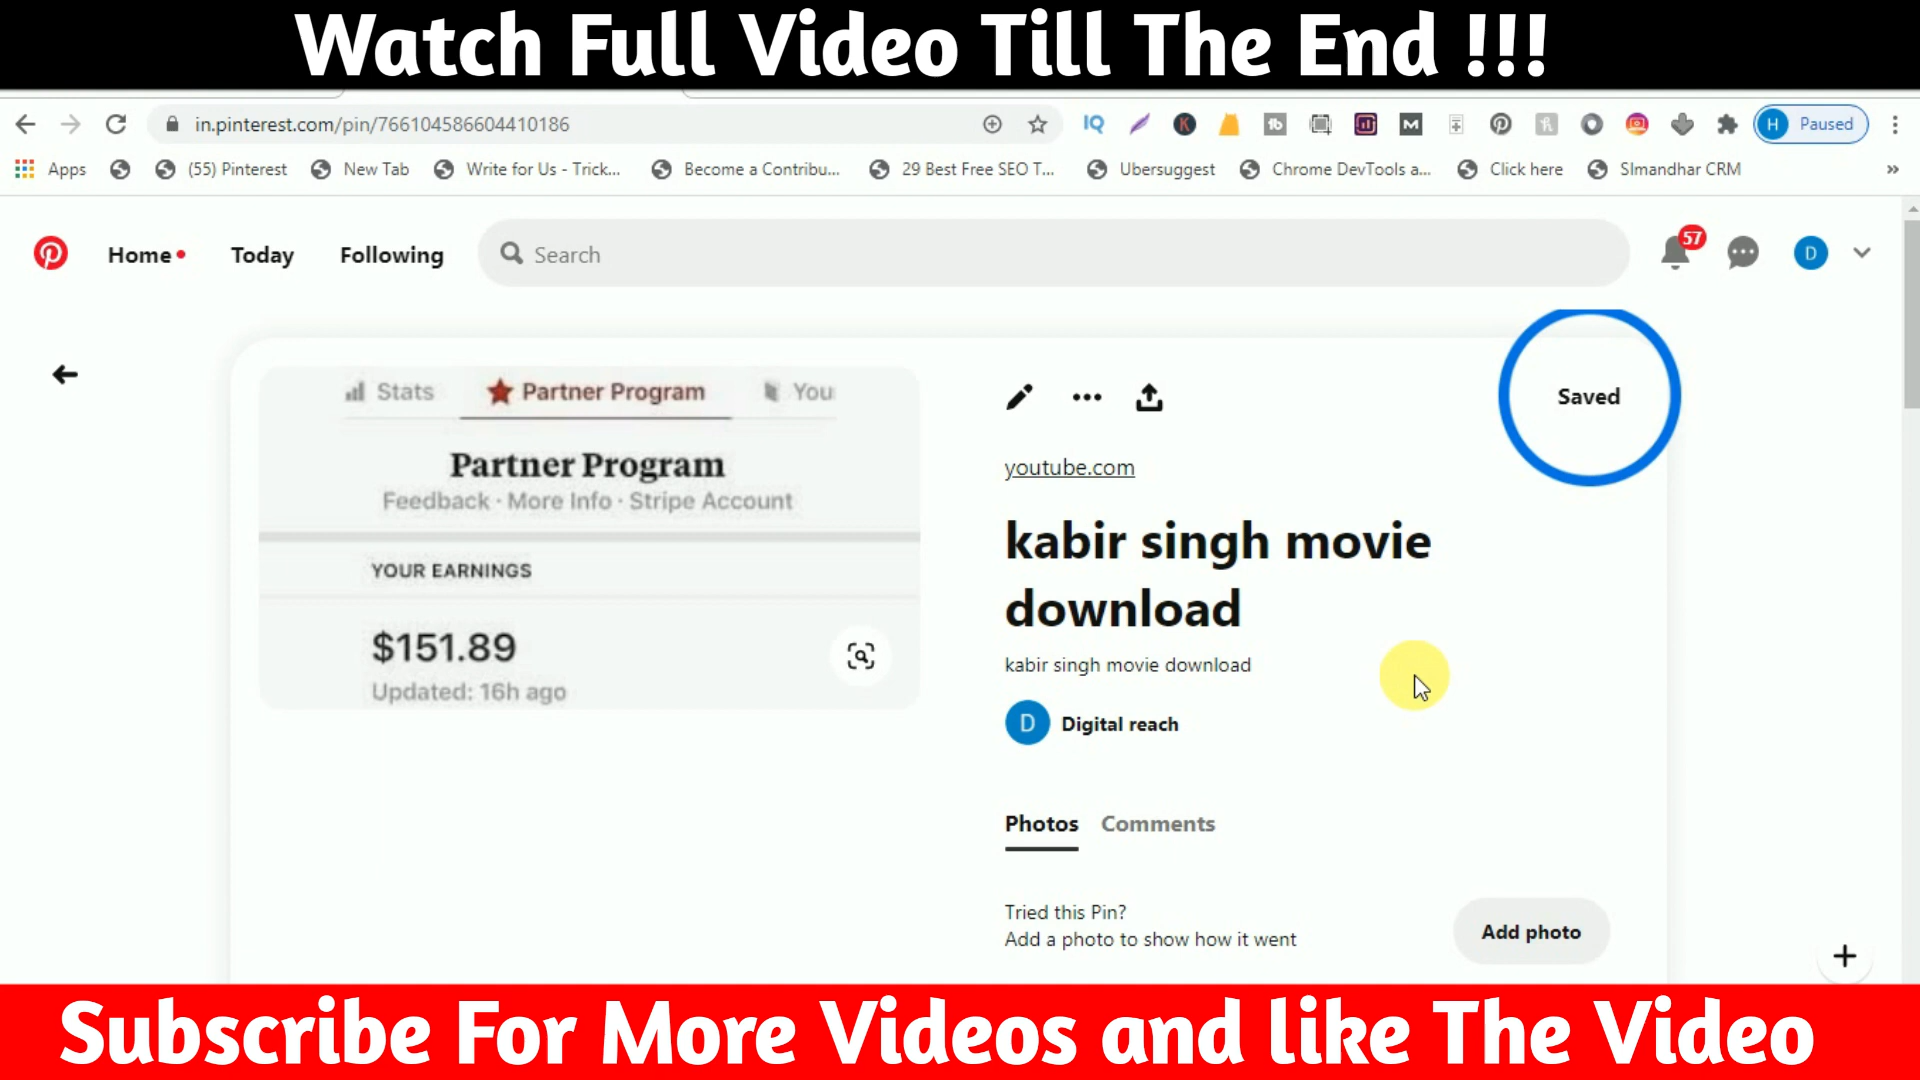 Watch Full Video Till The End !!!
in.pinterest.com/pin/766104586604410186
IQ
K
tb
M
h
H Paused
Apps
(55) Pinterest
New Tab
Write for Us - Trick...
Become a Contribu...
29 Best Free SEO T...
Ubersuggest
Chrome DevTools a...
Click here
SImandhar CRM
»
Home
Today
Following
Search
57
D
Stats
Partner Program
You
Partner Program
Feedback · More Info · Stripe Account
YOUR EARNINGS
$151.89
Updated: 16h ago
Saved
youtube.com
kabir singh movie
download
kabir singh movie download
D Digital reach
Photos Comments
Tried this Pin?
Add a photo to show how it went
Add photo
Subscribe For More Videos and like The Video